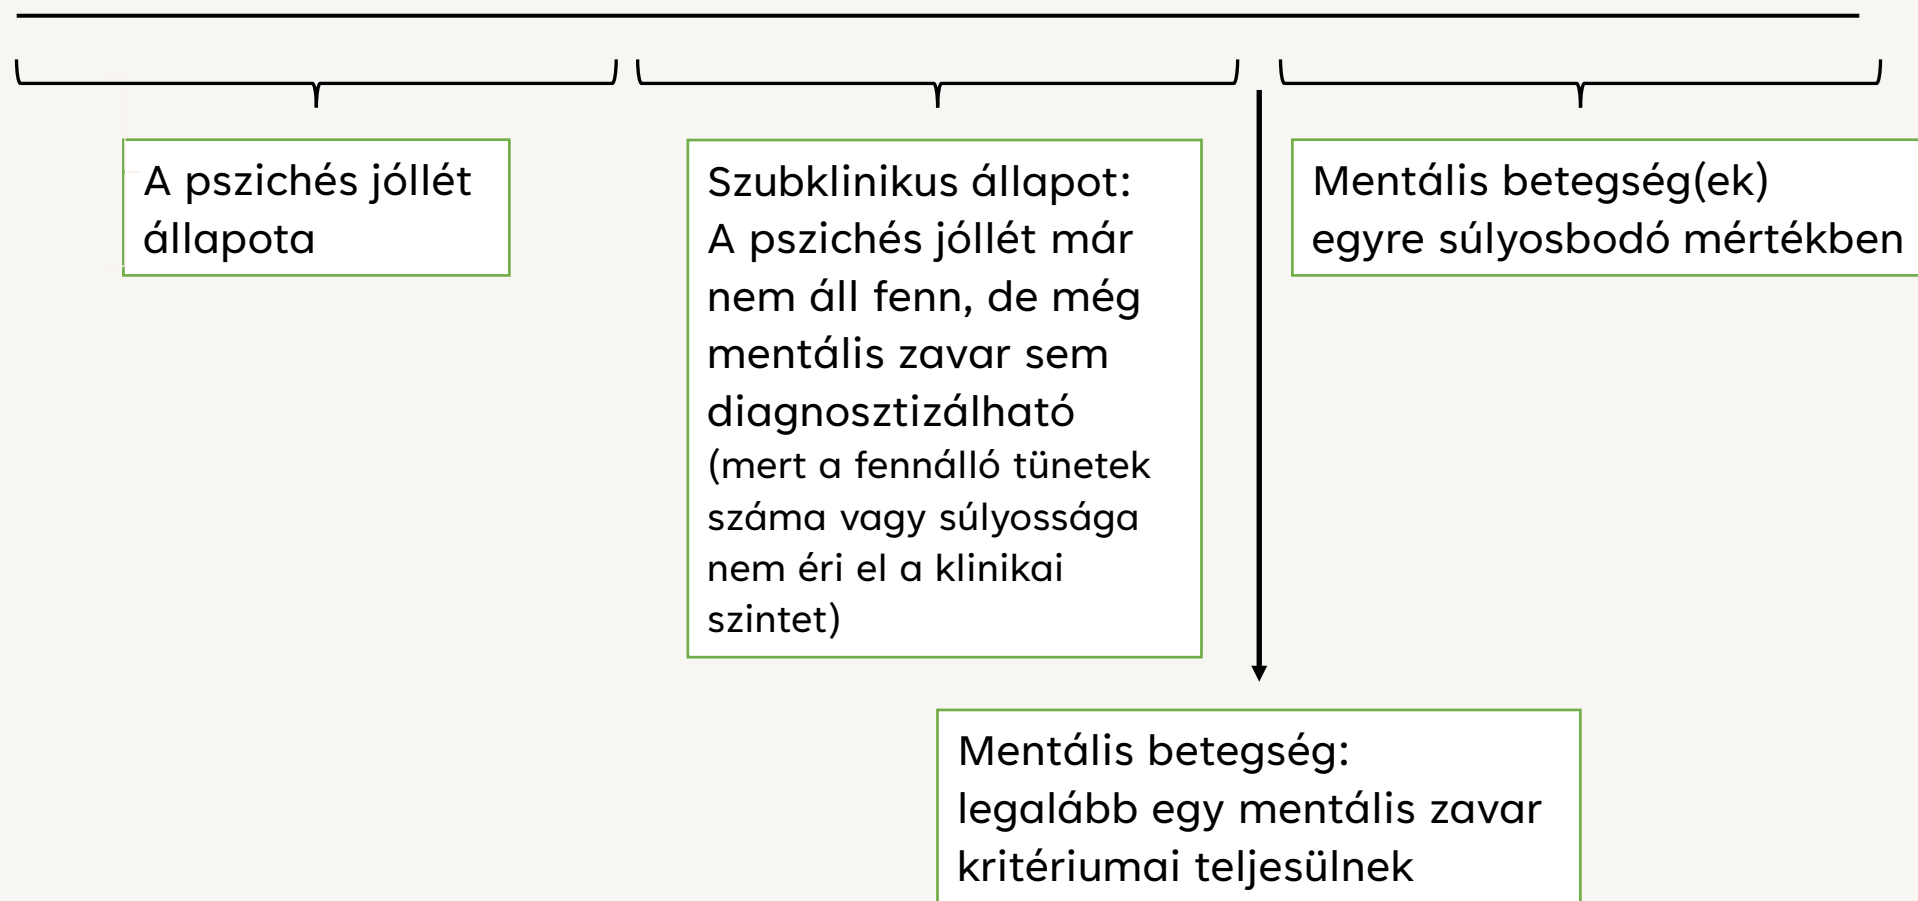 A pszichés jóllét
állapota
Szubklinikus állapot:
A pszichés jóllét már
nem áll fenn, de még
mentális zavar sem
diagnosztizálható
(mert a fennálló tünetek
száma vagy súlyossága
nem éri el a klinikai
szintet)
Mentális betegség(ek)
egyre súlyosbodó mértékben
Mentális betegség:
legalább egy mentális zavar
kritériumai teljesülnek